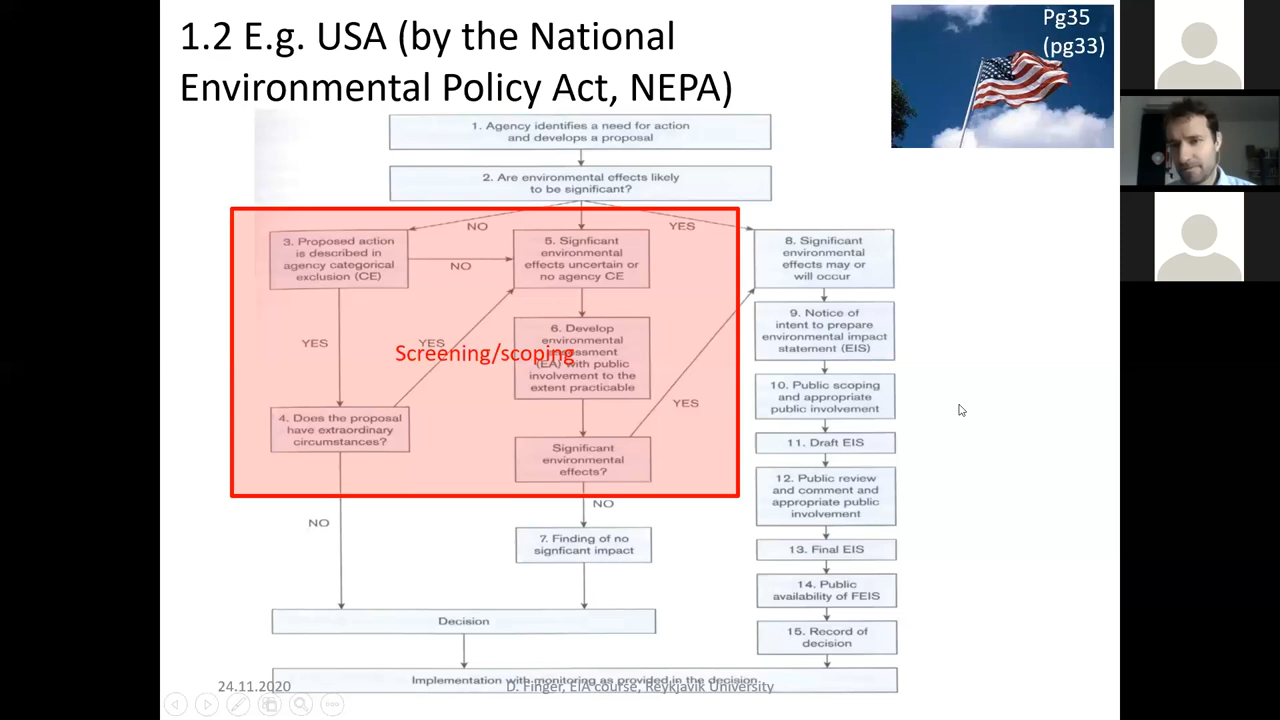 1.2 E.g. USA (by the National
Environmental Policy Act, NEPA)
Pg35
(pg33)
1. Agency identifies a need for action
and develops a proposal
2. Are environmental effects likely
to be significant?
NO
YES
3. Proposed action
is described in
agency categorical
exclusion (CE)
NO
5. Signficant
environmental
effects uncertain or
no agency CE
8. Significant
environmental
effects may or
will occur
YES
YES
Screening/scoping
6. Develop
environmental
assessment
(EA) with public
involvement to the
extent practicable
9. Notice of
intent to prepare
environmental impact
statement (EIS)
YES
10. Public scoping
and appropriate
public involvement
4. Does the proposal
have extraordinary
circumstances?
Significant
environmental
effects?
11. Draft EIS
12. Public review
and comment and
appropriate public
involvement
NO
NO
7. Finding of no
signficant impact
13. Final EIS
14. Public
availability of FEIS
Decision
15. Record of
decision
Implementation with monitoring as provided in the decision
24.11.2020
D. Finger, EIA course, Reykjavik University